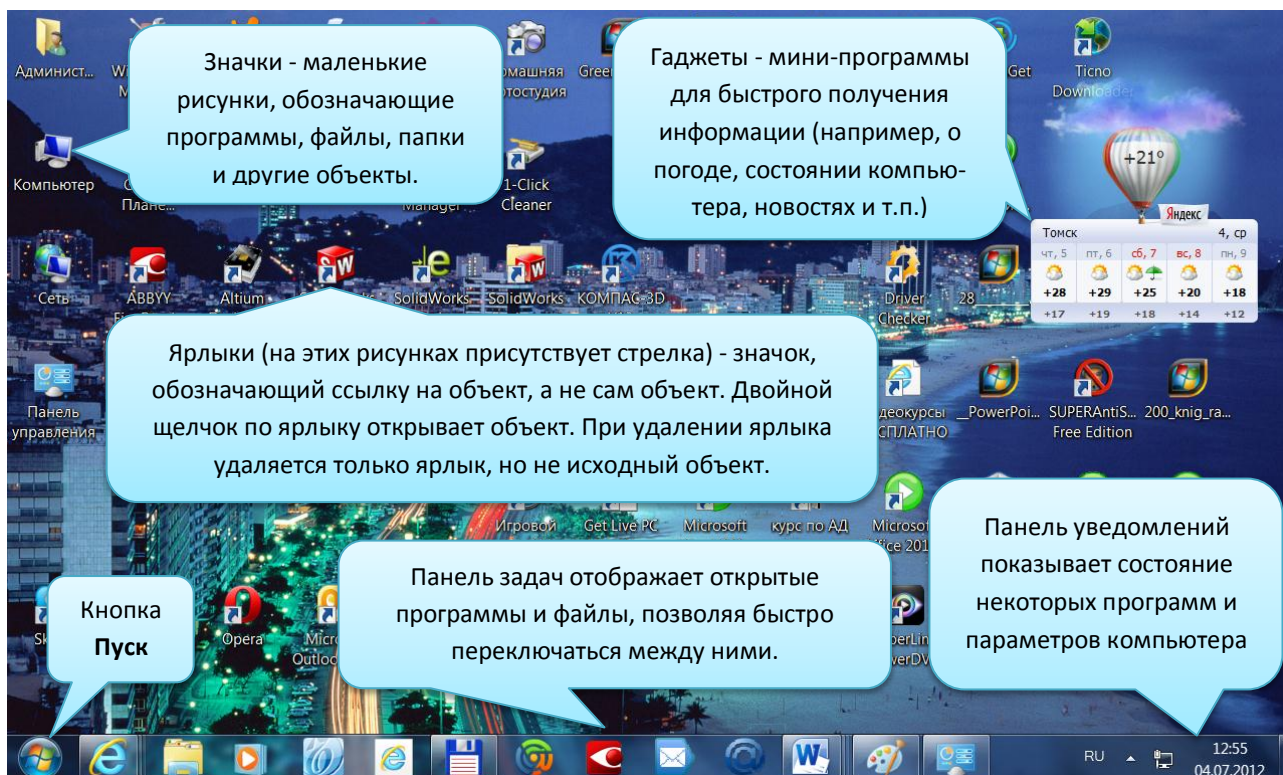 Админист...
Значки - маленькие
рисунки, обозначающие
программы, файлы, папки
и другие объекты.
Гаджеты - мини-программы
для быстрого получения
информации (например, о
погоде, состоянии компью-
тера, новостях и т.п.)
Get
Ticno
Downloader
+21°
Яндекс
Томск 4, ср
чт, 5 пт, 6 сб, 7 вс, 8 пн, 9
+28 +29 +25 +20 +18
+17 +19 +18 +14 +12
Компьютер
Плане...
Manager
1-Click
Cleaner
Сеть
ABBYY
Altium
SolidWorks
SolidWorks
КОМПАС-3D
Driver
Checker
28
Ярлыки (на этих рисунках присутствует стрелка) - значок,
обозначающий ссылку на объект, а не сам объект. Двойной
щелчок по ярлыку открывает объект. При удалении ярлыка
удаляется только ярлык, но не исходный объект.
Панель
управления
__PowerPoi...
SUPERAntiS...
Free Edition
200_knig_ra...
Игровой
Get Live PC
Microsoft
курс по АД
Панель уведомлений
показывает состояние
некоторых программ и
параметров компьютера
Кнопка
Пуск
Opera
Панель задач отображает открытые
программы и файлы, позволяя быстро
переключаться между ними.
RU
12:55
04.07.2012